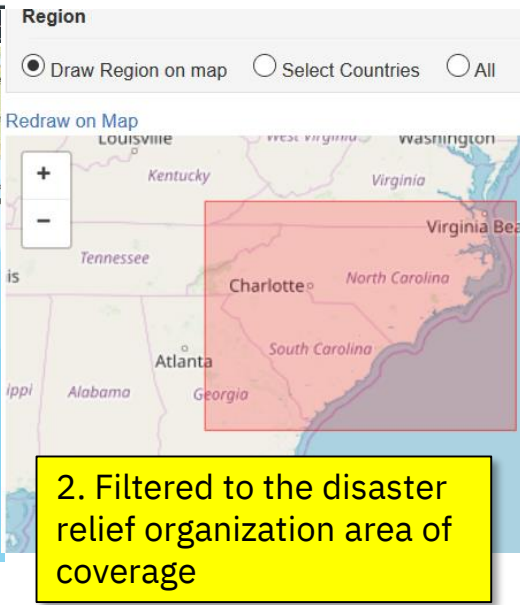 Region
Draw Region on map Select Countries All
Redraw on Map
Louisville West Virginia Washington
+
Kentucky
Virginia
−
Virginia Bea
Tennessee
is
Charlotte North Carolina
Atlanta
South Carolina
ippi Alabama Georgia
2. Filtered to the disaster
relief organization area of
coverage